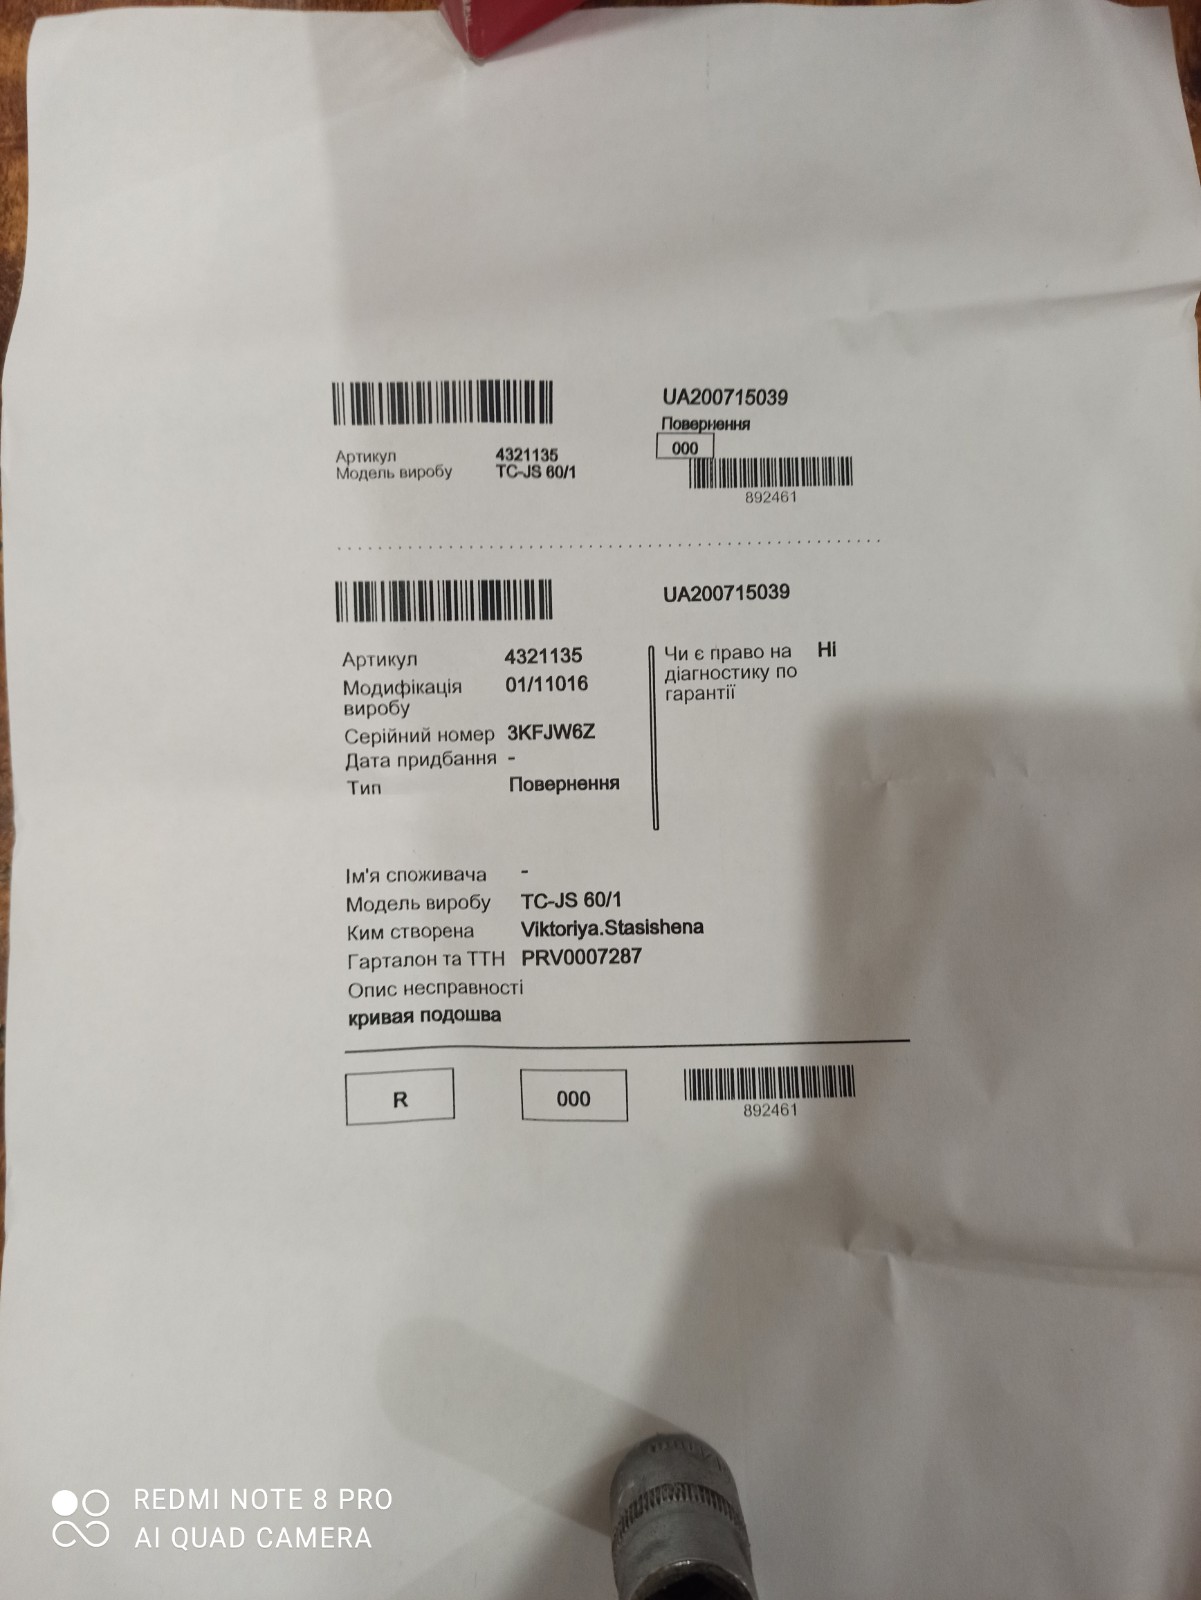 UA200715039
Повернення
000
Артикул 4321135
Модель виробу TC-JS 60/1
892461
UA200715039
Артикул 4321135
Модифікація виробу 01/11016
Серійний номер 3KFJW6Z
Дата придбання -
Тип Повернення
Чи є право на Ні
діагностику по
гарантії
Ім'я споживача -
Модель виробу TC-JS 60/1
Ким створена Viktoriya.Stasishena
Гарталон та ТТН PRV0007287
Опис несправності
кривая подошва
R
000
892461
REDMI NOTE 8 PRO
AI QUAD CAMERA